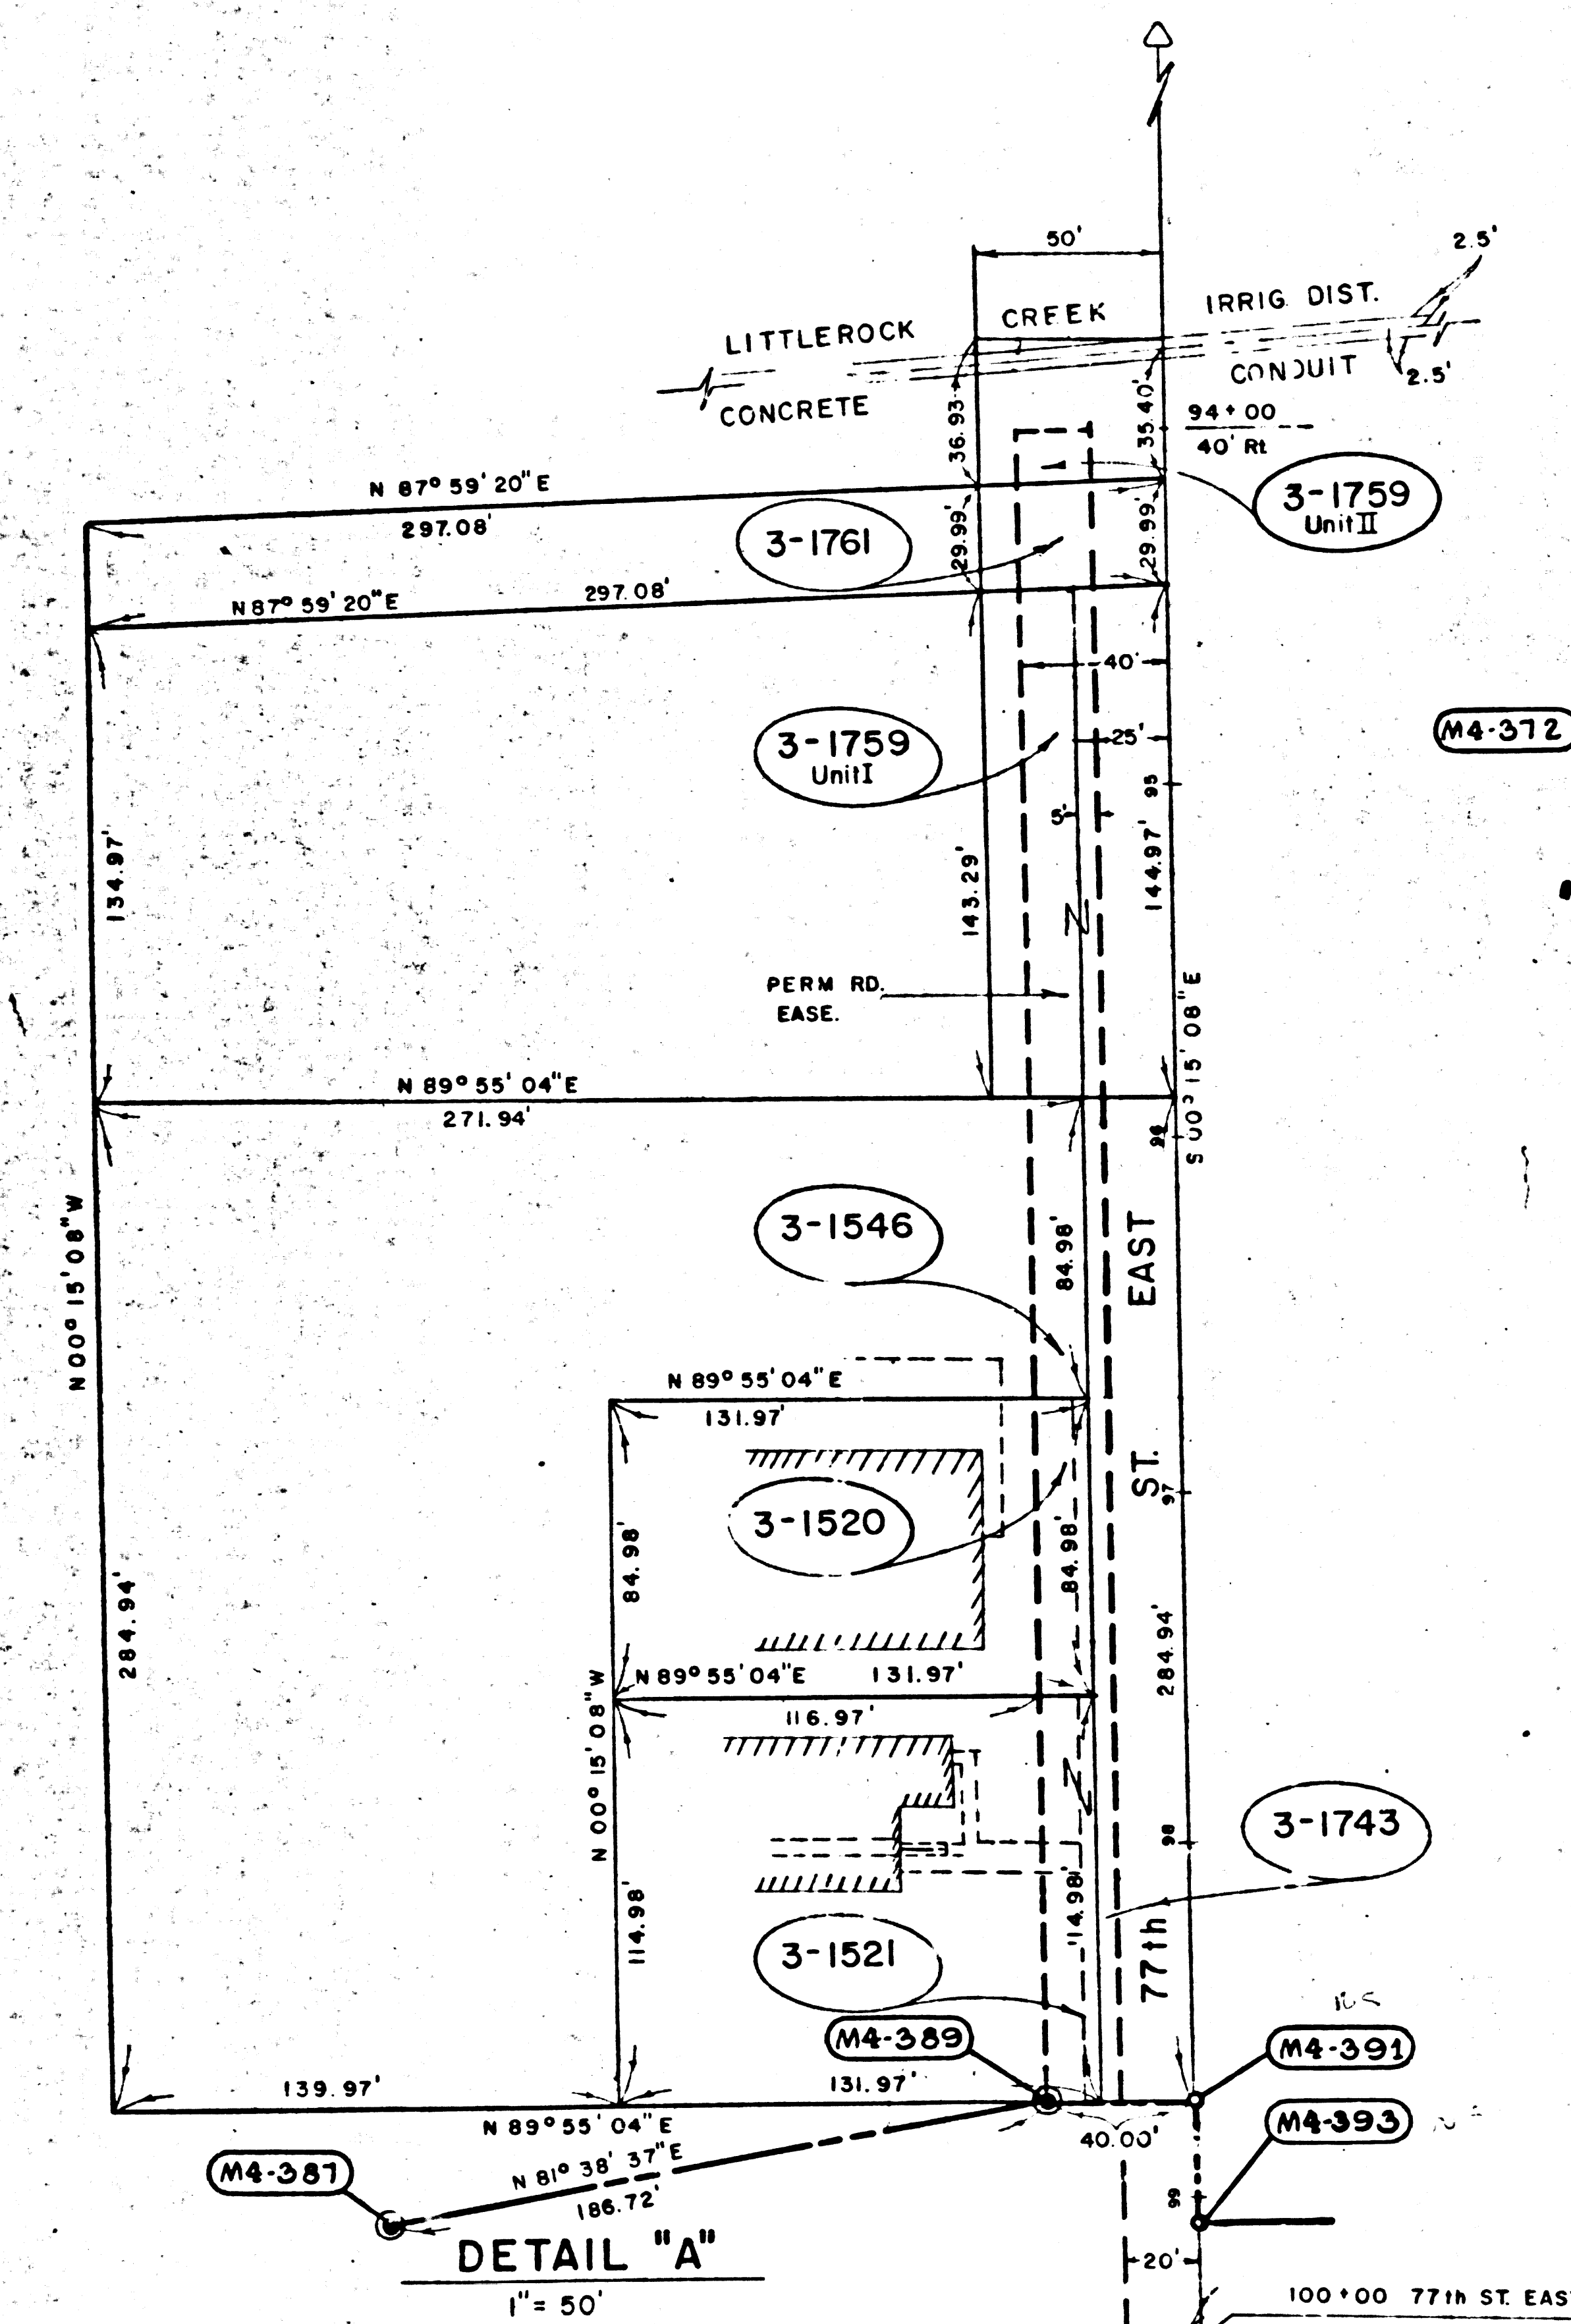 50'
2.5'
LITTLEROCK CREEK IRRIG DIST.
CONCRETE CONDUIT
2.5'
36.93
35.40'
94+00
40' Rt
N 87° 59' 20" E
297.08'
3-1761
29.99'
29.99'
3-1759
Unit II
N 87° 59' 20" E
297.08'
40'
3-1759
Unit I
25'
M4-372
95
5'
134.97'
143.29'
144.97'
PERM RD.
EASE.
S 00° 15' 08" E
N 89° 55' 04" E
271.94'
96
N 00° 15' 08" W
3-1546
84.98'
EAST
N 89° 55' 04" E
131.97'
ST.
97
3-1520
84.98'
84.98'
284.94'
284.94'
N 89° 55' 04" E
131.97'
116.97'
N 00° 15' 08" W
98
3-1743
114.98'
114.98'
77th
3-1521
M4-389
M4-391
139.97'
131.97'
N 89° 55' 04" E
40.00'
M4-393
M4-387
N 81° 38' 37" E
186.72'
99
DETAIL "A"
20'
1" = 50'
100+00 77th ST. EAS